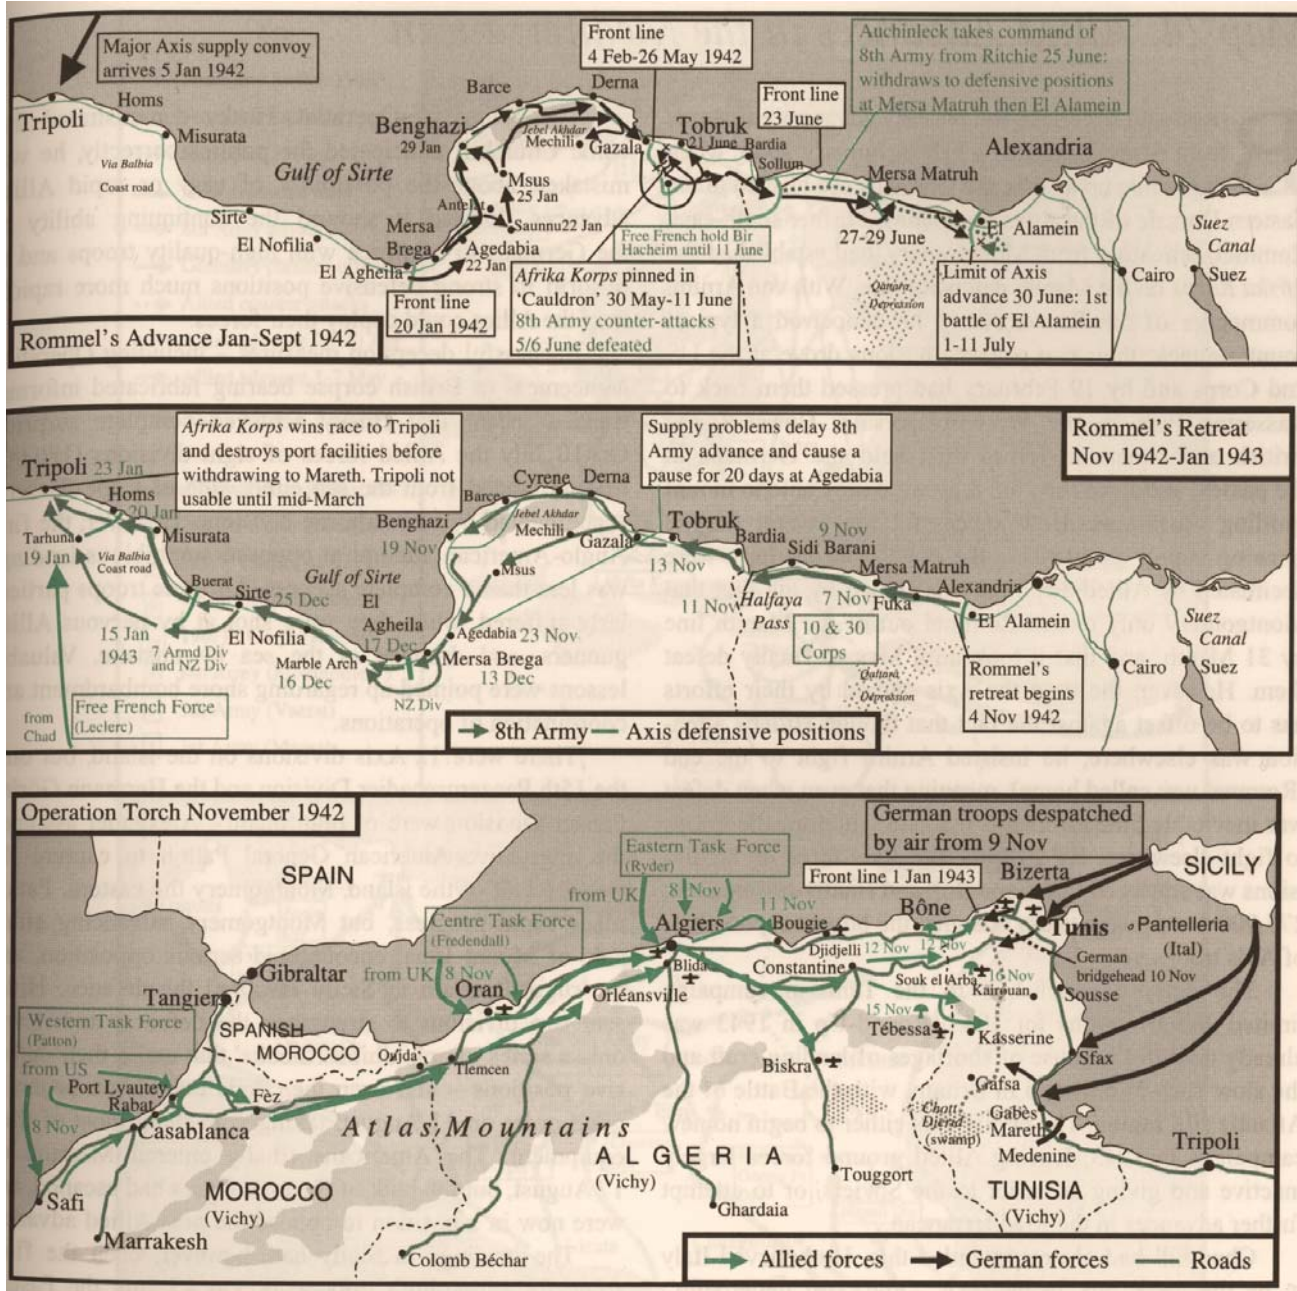 Major Axis supply convoy
arrives 5 Jan 1942
Front line
4 Feb-26 May 1942
Auchinleck takes command of
8th Army from Ritchie 25 June:
withdraws to defensive positions
at Mersa Matruh then El Alamein
Front line
23 June
Tripoli
Homs
Misurata
Via Balbia
Coast road
Gulf of Sirte
Sirte
El Nofilia
El Agheila
Mersa
Brega
Agedabia
22 Jan
Antelat
Saunnu 22 Jan
Msus
25 Jan
Benghazi
29 Jan
Barce
Derna
Jebel Akhdar
Mechili
Gazala
Tobruk
21 June
Bardia
Sollum
Mersa Matruh
27-29 June
Alexandria
El Alamein
Qattara
Depression
Cairo
Suez
Canal
Suez
Free French hold Bir
Hacheim until 11 June
Front line
20 Jan 1942
Afrika Korps pinned in
‘Cauldron’ 30 May-11 June
8th Army counter-attacks
5/6 June defeated
Limit of Axis
advance 30 June: 1st
battle of El Alamein
1-11 July
Rommel’s Advance Jan-Sept 1942
Afrika Korps wins race to Tripoli
and destroys port facilities before
withdrawing to Mareth. Tripoli not
usable until mid-March
Supply problems delay 8th
Army advance and cause a
pause for 20 days at Agedabia
Rommel’s Retreat
Nov 1942-Jan 1943
Tripoli 23 Jan
Homs
20 Jan
Tarhuna
19 Jan
Misurata
Via Balbia
Coast road
Buerat
Sirte
25 Dec
Gulf of Sirte
15 Jan
1943
7 Armd Div
and NZ Div
El Nofilia
Marble Arch
16 Dec
El
Agheila
17 Dec
NZ Div
Mersa Brega
13 Dec
Agedabia
23 Nov
Msus
Benghazi
19 Nov
Barce
Cyrene
Derna
Jebel Akhdar
Mechili
Gazala
Tobruk
13 Nov
Bardia
11 Nov
Halfaya
Pass
Sidi Barani
9 Nov
Mersa Matruh
7 Nov
Fuka
Alexandria
El Alamein
10 & 30
Corps
Qattara
Depression
Rommel’s
retreat begins
4 Nov 1942
Cairo
Suez
Canal
Suez
from
Chad
Free French Force
(Leclerc)
8th Army
Axis defensive positions
Operation Torch November 1942
German troops despatched
by air from 9 Nov
Eastern Task Force
(Ryder)
Front line 1 Jan 1943
SPAIN
SICILY
from UK
8 Nov
11 Nov
Centre Task Force
(Fredendall)
from UK
8 Nov
Gibraltar
Tangier
Western Task Force
(Patton)
from US
8 Nov
SPANISH
MOROCCO
Port Lyautey
Rabat
Fèz
Casablanca
Safi
Marrakesh
MOROCCO
(Vichy)
Oujda
Tlemcen
Oran
Orléansville
Algiers
Blida
Bougie
Djidjelli
Constantine
Bône
12 Nov
12 Nov
Souk el Arba
16 Nov
15 Nov
Tébessa
Bizerta
Tunis
Pantelleria
(Ital)
German
bridgehead 10 Nov
Kairouan
Sousse
Kasserine
Sfax
Gafsa
Gabès
Mareth
Medenine
Chott
Djerid
(swamp)
Biskra
Touggort
Ghardaia
Colomb Béchar
Atlas Mountains
ALGERIA
(Vichy)
TUNISIA
(Vichy)
Tripoli
Allied forces
German forces
Roads